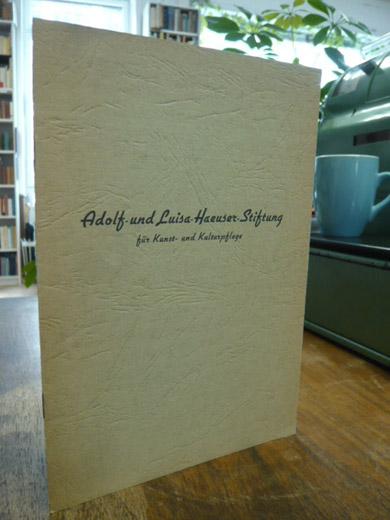 Adolf- und Luisa-Haeuser-Stiftung
für Kunst- und Kulturpflege